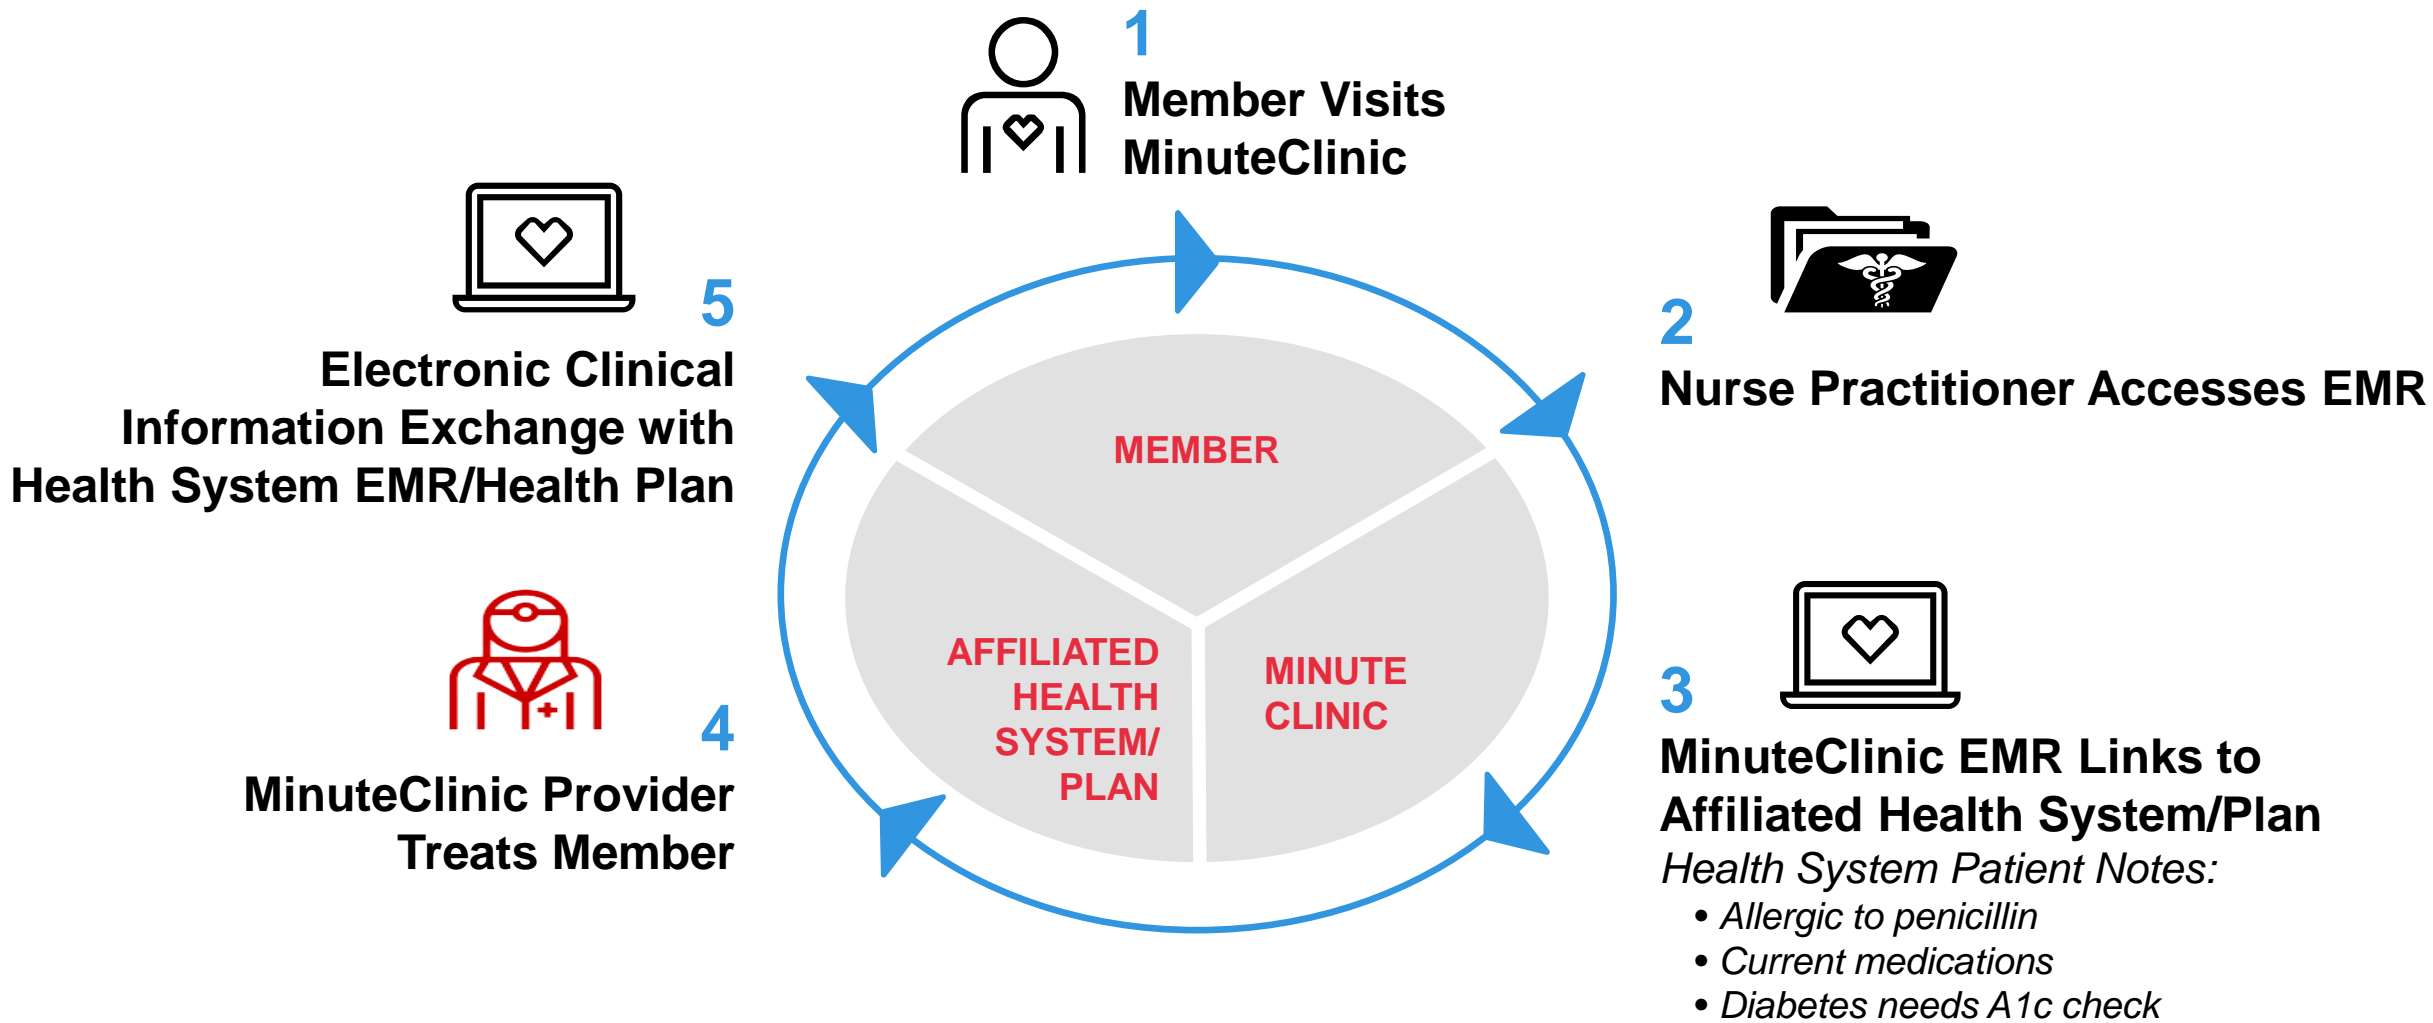 1
Member Visits
MinuteClinic
2
Nurse Practitioner Accesses EMR
3
MinuteClinic EMR Links to
Affiliated Health System/Plan
Health System Patient Notes:
• Allergic to penicillin
• Current medications
• Diabetes needs A1c check
4
MinuteClinic Provider
Treats Member
5
Electronic Clinical
Information Exchange with
Health System EMR/Health Plan
MEMBER
MINUTE
CLINIC
AFFILIATED
HEALTH
SYSTEM/
PLAN